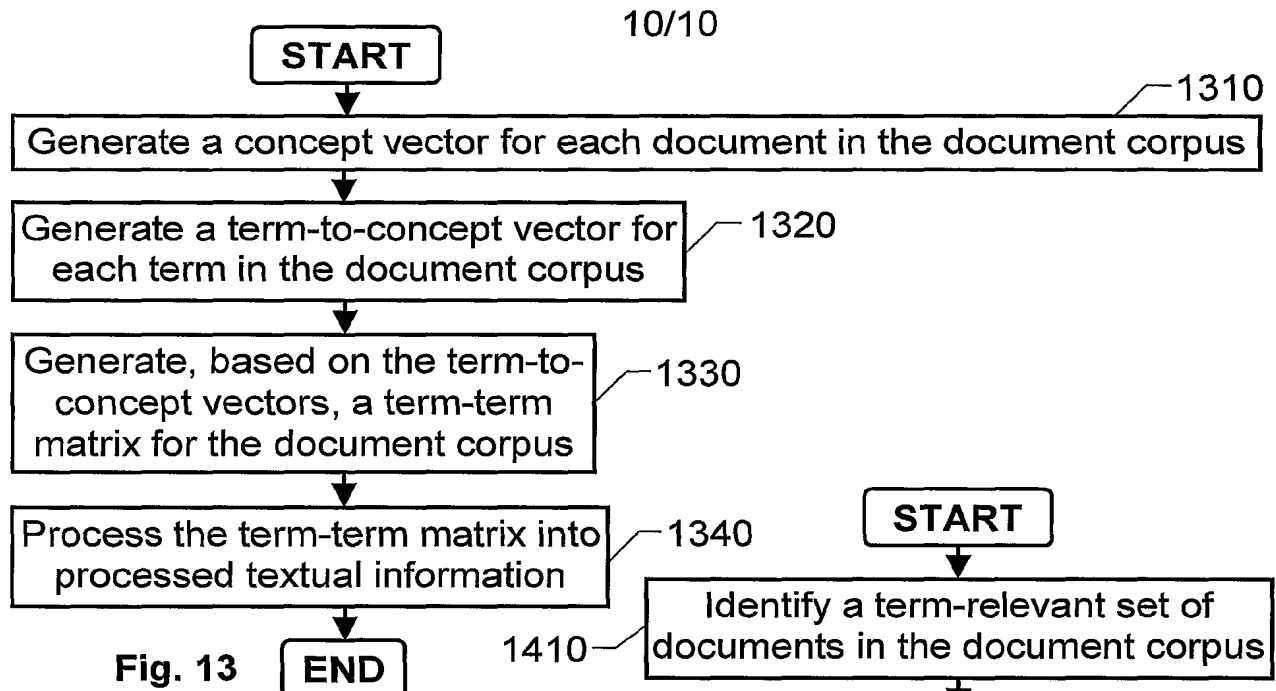 10/10
START
1310
Generate a concept vector for each document in the document corpus
Generate a term-to-concept vector for
each term in the document corpus
1320
Generate, based on the term-to-
concept vectors, a term-term
matrix for the document corpus
1330
Process the term-term matrix into
processed textual information
1340
END
Fig. 13
START
Identify a term-relevant set of
documents in the document corpus
1410